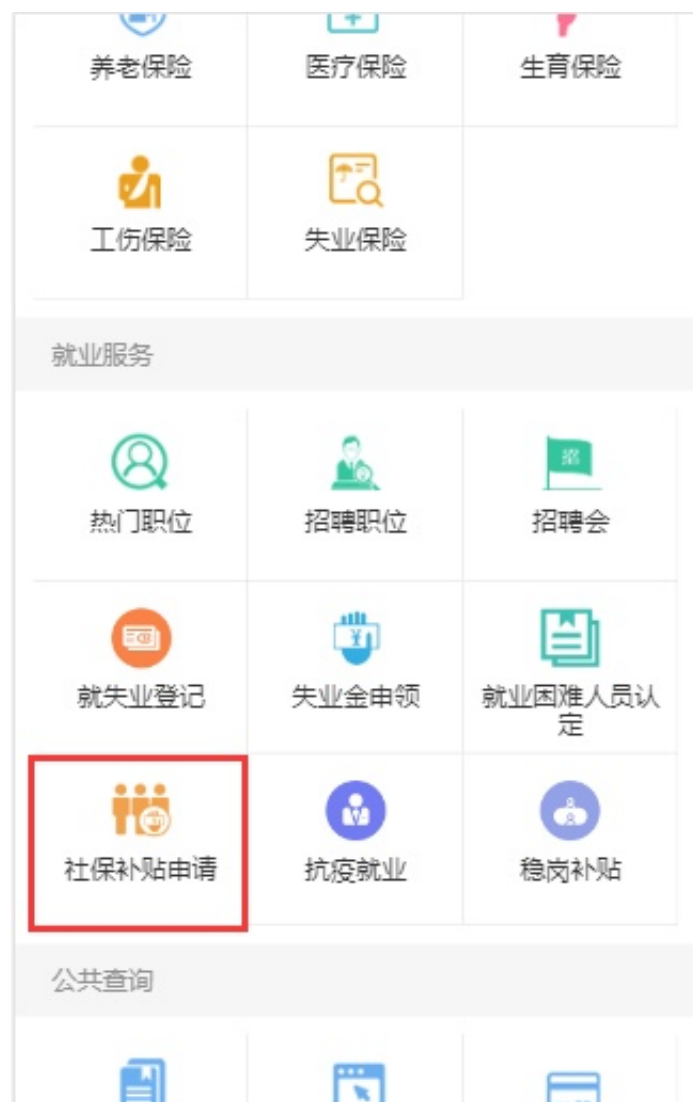 养老保险 医疗保险 生育保险
工伤保险 失业保险
就业服务
招
热门职位 招聘职位 招聘会
就失业登记 失业金申领 就业困难人员认
定
社保补贴申请 抗疫就业 稳岗补贴
公共查询